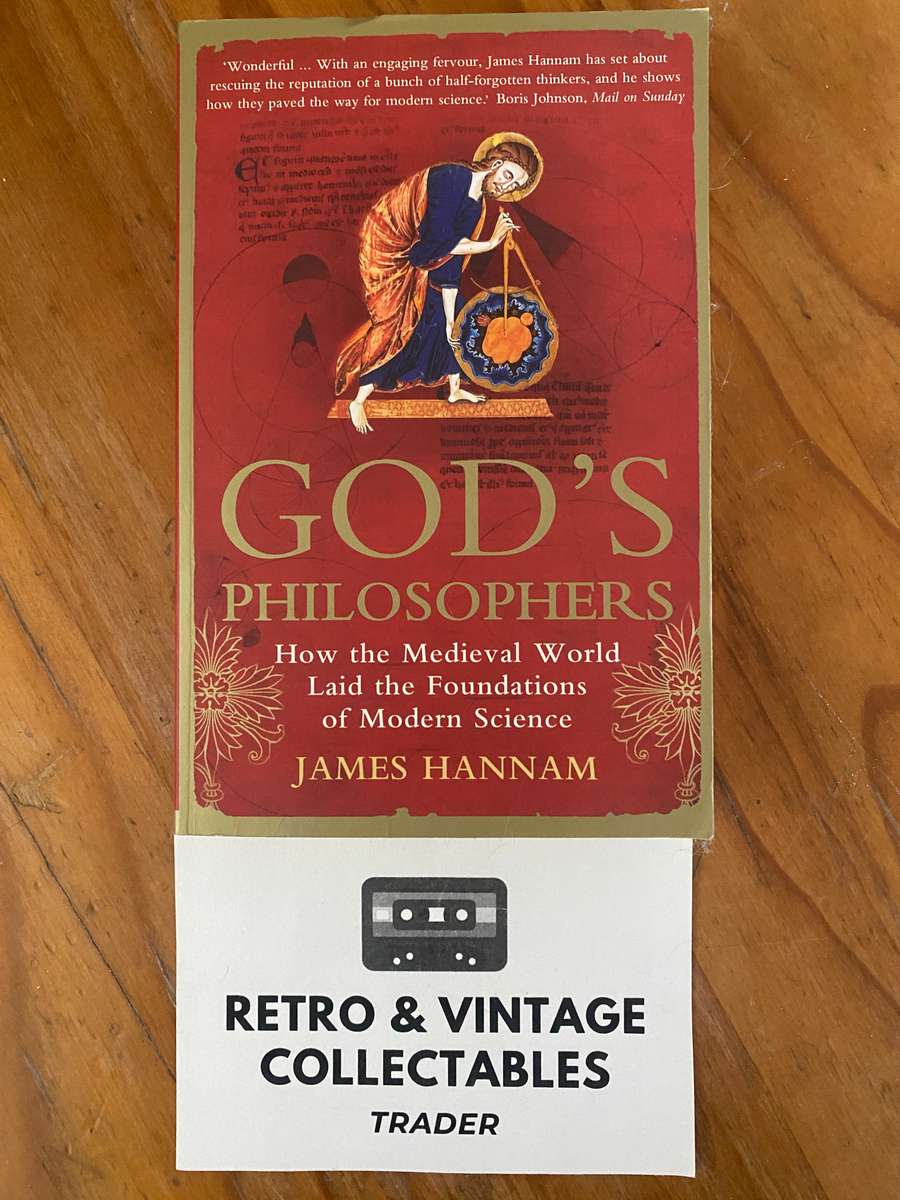 'Wonderful ... With an engaging fervour, James Hannam has set about
rescuing the reputation of a bunch of half-forgotten thinkers, and he shows
how they paved the way for modern science.' Boris Johnson, Mail on Sunday
GOD'S
PHILOSOPHERS
How the Medieval World
Laid the Foundations
of Modern Science
JAMES HANNAM
RETRO & VINTAGE
COLLECTABLES
TRADER